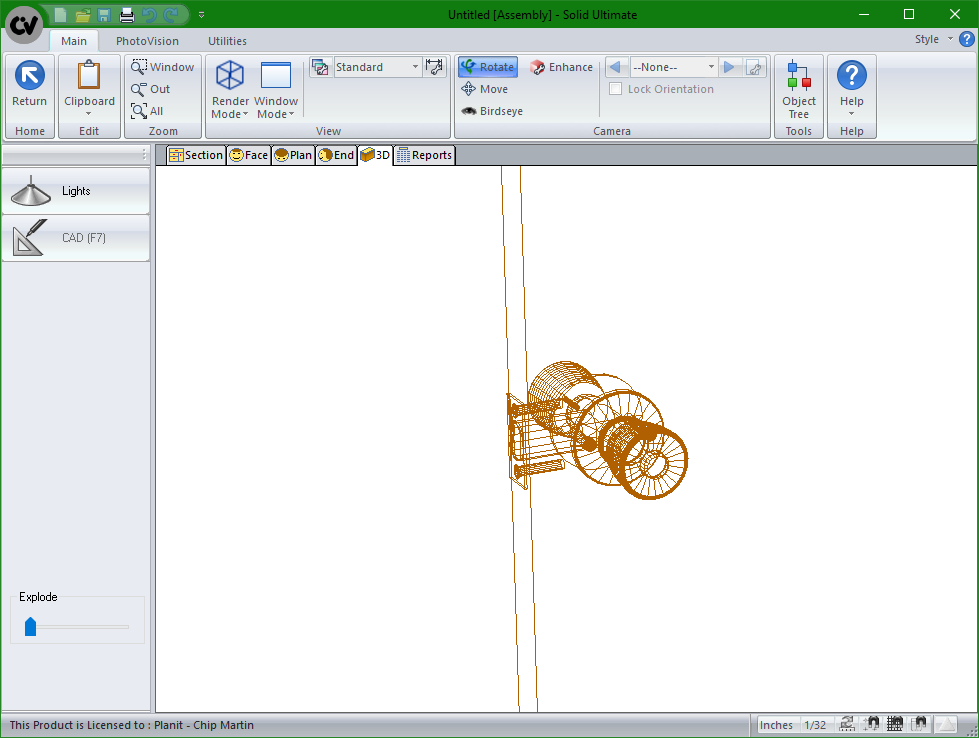 Untitled [Assembly] - Solid Ultimate
CV
Main PhotoVision Utilities Style
Return
Home
Clipboard
Edit
Window
Out
All
Zoom
Render Mode
Window Mode
Standard
View
Rotate
Move
Birdseye
Enhance
--None--
Lock Orientation
Camera
Object Tree
Tools
Help
Help
Section Face Plan End 3D Reports
Lights
CAD (F7)
Explode
This Product is Licensed to : Planit - Chip Martin
Inches 1/32